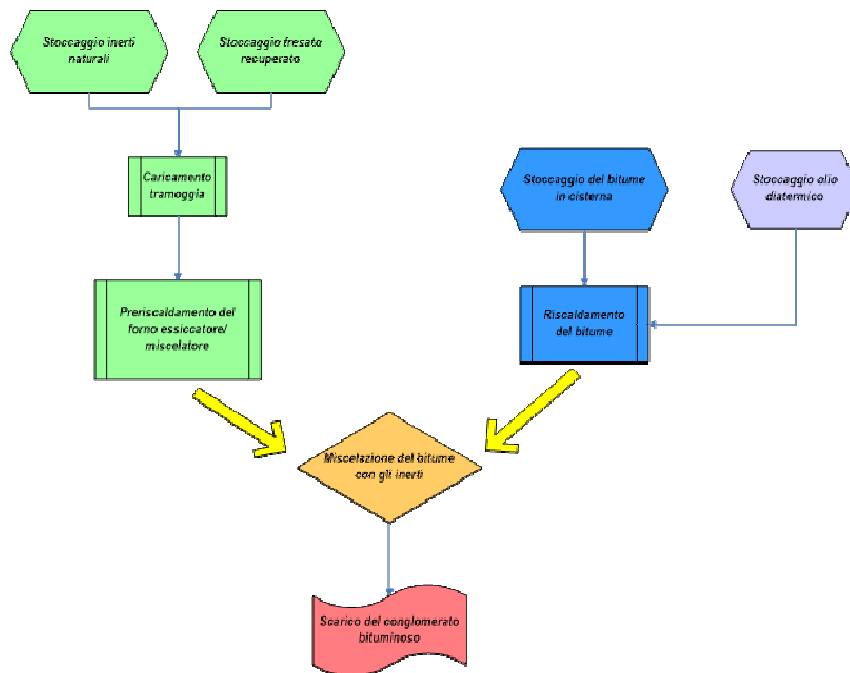 Stoccaggio inerti
naturali
Stoccaggio fresato
recuperato
Caricamento
tramoggia
Stoccaggio del bitume
in cisterna
Stoccaggio olio
diatermico
Preriscaldamento del
forno essiccatore/
miscelatore
Riscaldamento
del bitume
Miscelazione del bitume
con gli inerti
Scarico del conglomerato
bituminoso